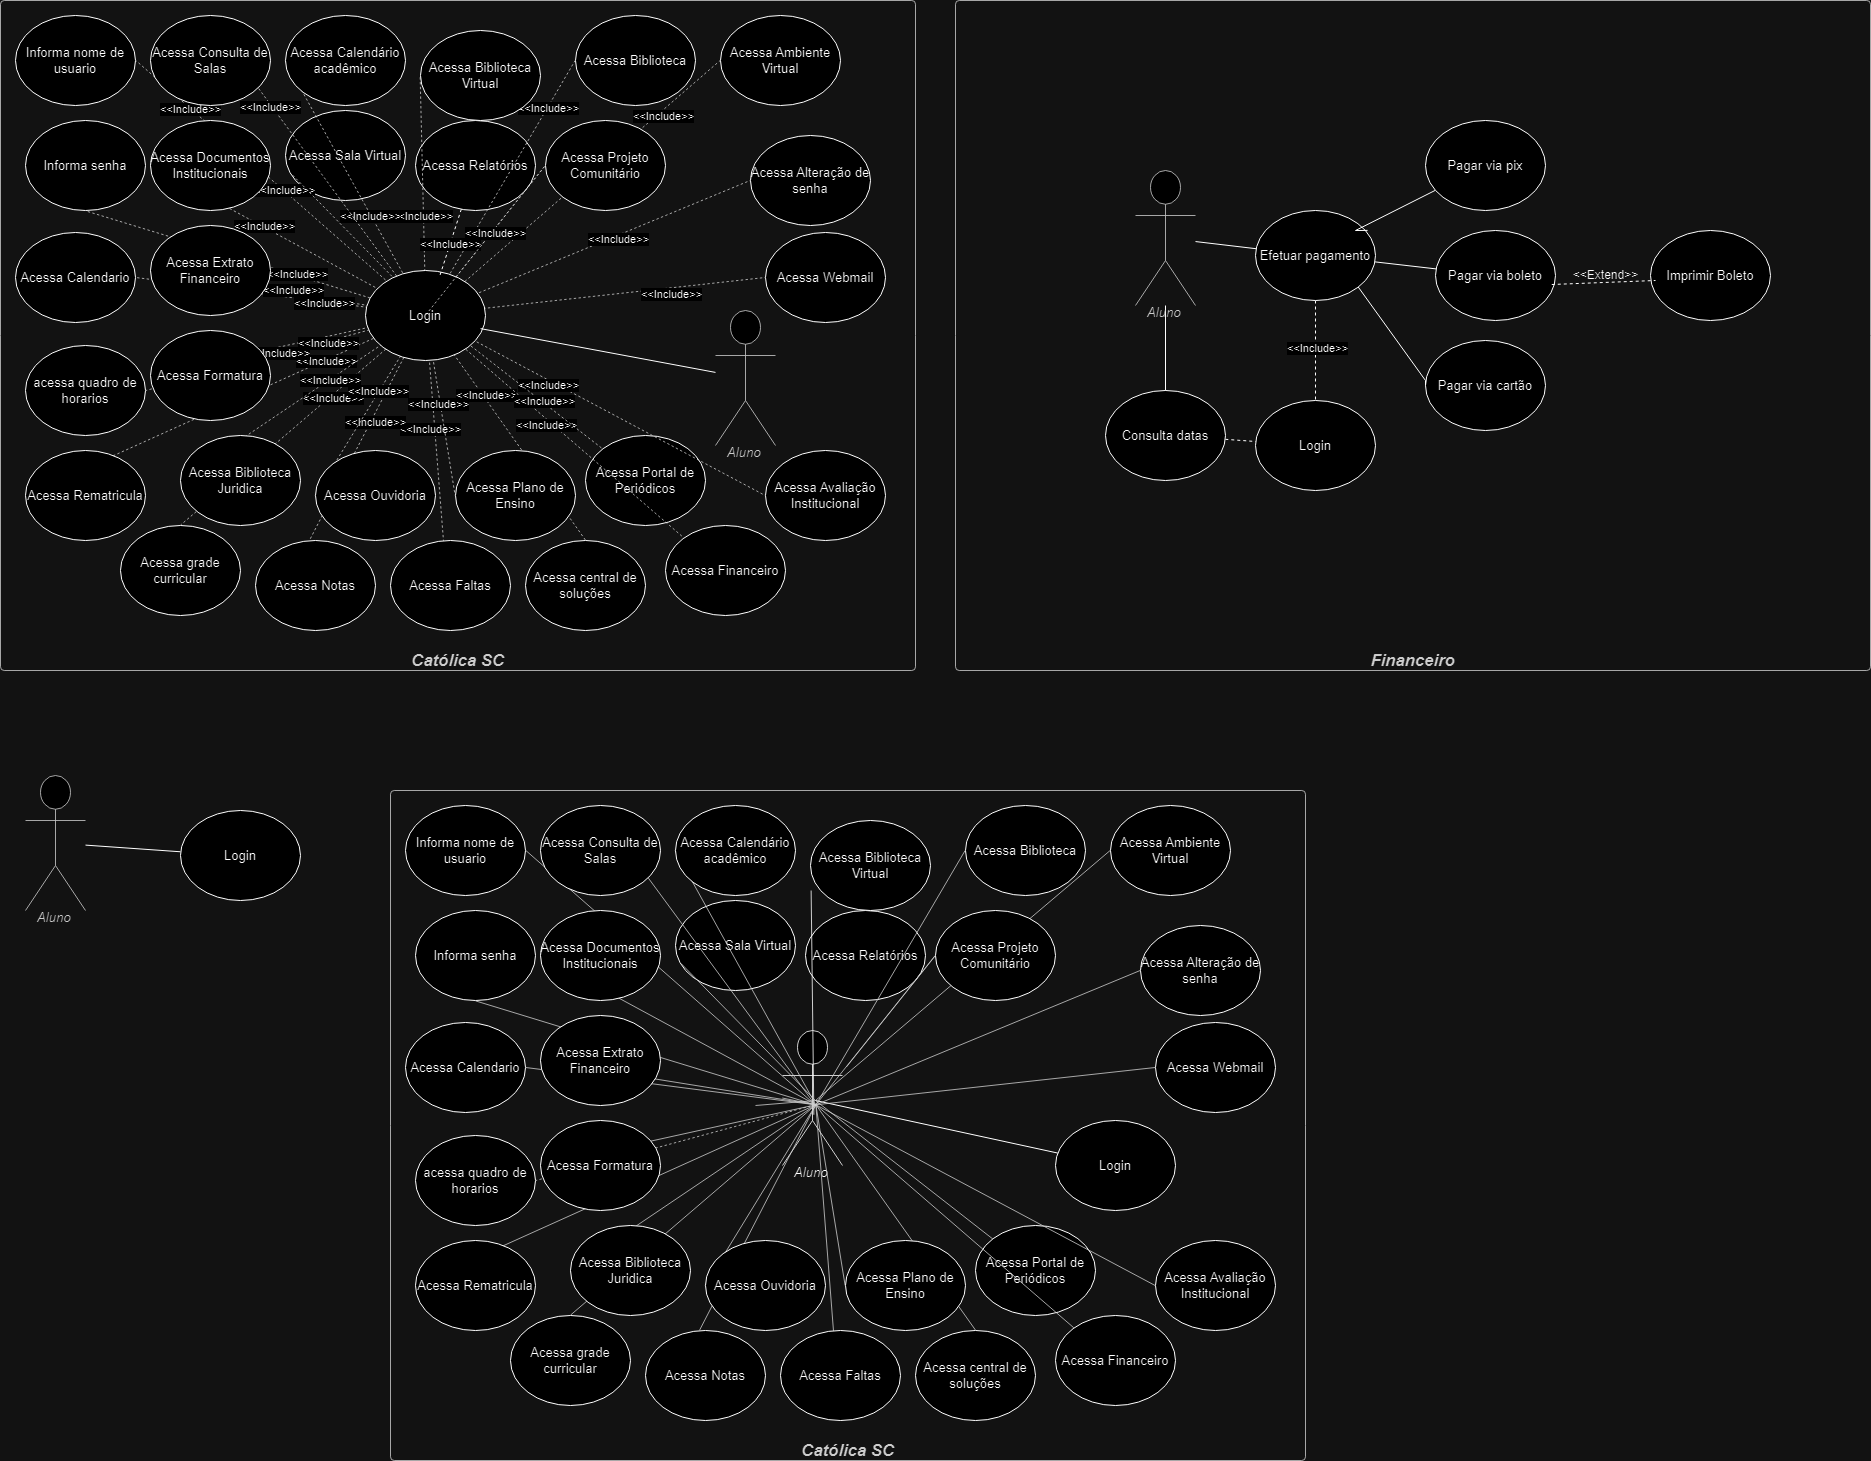 Informa nome de
usuario
Acessa Consulta de
Salas
Acessa Calendário
acadêmico
Acessa Biblioteca
Virtual
Acessa Biblioteca
Acessa Ambiente
Virtual
<<Include>>
<<Include>>
<<Include>>
<<Include>>
Informa senha
Acessa Documentos
Institucionais
Acessa Sala Virtual
Acessa Relatórios
Acessa Projeto
Comunitário
Acessa Alteração de
senha
<<Include>>
<<Include>>
<<Include>>
<<Include>>
<<Include>>
<<Include>>
<<Include>>
Acessa Calendario
Acessa Extrato
Financeiro
<<Include>>
<<Include>>
<<Include>>
<<Include>>
Acessa Webmail
Login
<<Include>>
<<Include>>
<<Include>>
<<Include>>
<<Include>>
<<Include>>
<<Include>>
<<Include>>
<<Include>>
<<Include>>
<<Include>>
<<Include>>
<<Include>>
<<Include>>
acessa quadro de
horarios
Acessa Formatura
Aluno
Acessa Rematricula
Acessa Biblioteca
Juridica
Acessa Ouvidoria
Acessa Plano de
Ensino
Acessa Portal de
Periódicos
Acessa Avaliação
Institucional
Acessa grade
curricular
Acessa Notas
Acessa Faltas
Acessa central de
soluções
Acessa Financeiro
Católica SC
Pagar via pix
Efetuar pagamento
Pagar via boleto
<<Extend>>
Imprimir Boleto
Aluno
<<Include>>
Pagar via cartão
Consulta datas
Login
Financeiro
Login
Aluno
Informa nome de
usuario
Acessa Consulta de
Salas
Acessa Calendário
acadêmico
Acessa Biblioteca
Virtual
Acessa Biblioteca
Acessa Ambiente
Virtual
Informa senha
Acessa Documentos
Institucionais
Acessa Sala Virtual
Acessa Relatórios
Acessa Projeto
Comunitário
Acessa Alteração de
senha
Acessa Calendario
Acessa Extrato
Financeiro
Acessa Webmail
acessa quadro de
horarios
Acessa Formatura
Aluno
Login
Acessa Rematricula
Acessa Biblioteca
Juridica
Acessa Ouvidoria
Acessa Plano de
Ensino
Acessa Portal de
Periódicos
Acessa Avaliação
Institucional
Acessa grade
curricular
Acessa Notas
Acessa Faltas
Acessa central de
soluções
Acessa Financeiro
Católica SC